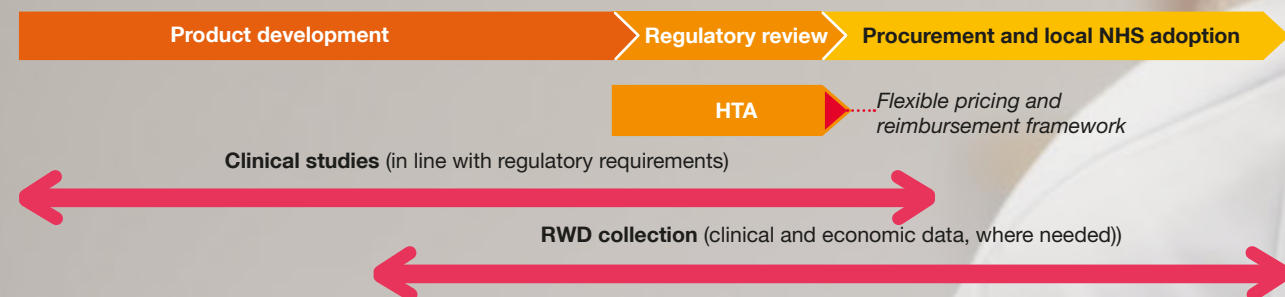 Product development
Regulatory review
Procurement and local NHS adoption
HTA
Flexible pricing and
reimbursement framework
Clinical studies (in line with regulatory requirements)
RWD collection (clinical and economic data, where needed))